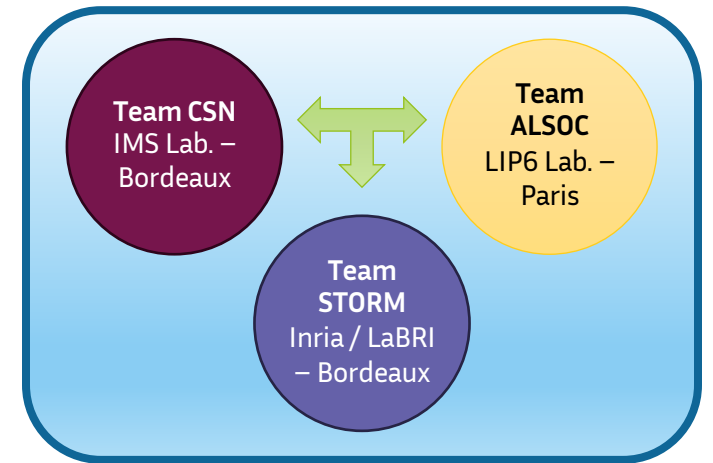 Team CSN
IMS Lab. –
Bordeaux
Team
ALSOC
LIP6 Lab. –
Paris
Team
STORM
Inria / LaBRI
– Bordeaux